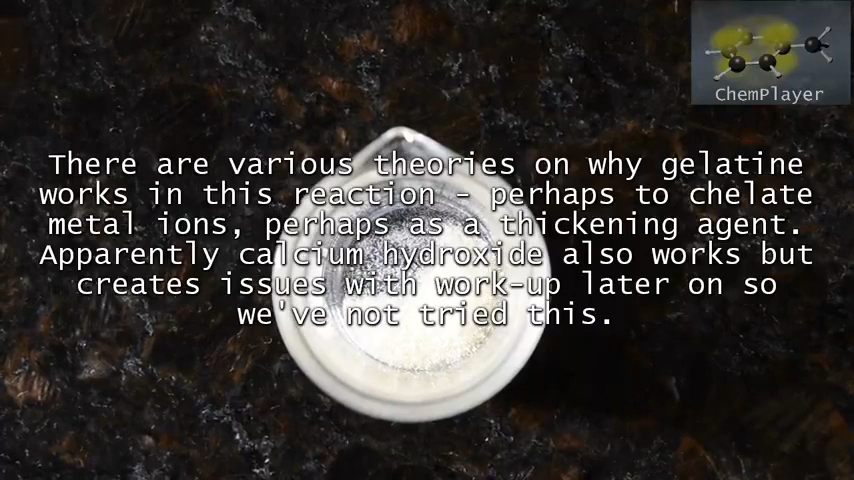 ChemPlayer
There are various theories on why gelatine
works in this reaction - perhaps to chelate
metal ions, perhaps as a thickening agent.
Apparently calcium hydroxide also works but
creates issues with work-up later on so
we've not tried this.